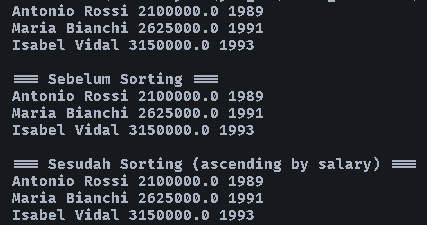 Antonio Rossi 2100000.0 1989
Maria Bianchi 2625000.0 1991
Isabel Vidal 3150000.0 1993
=== Sebelum Sorting ===
Antonio Rossi 2100000.0 1989
Maria Bianchi 2625000.0 1991
Isabel Vidal 3150000.0 1993
=== Sesudah Sorting (ascending by salary) ===
Antonio Rossi 2100000.0 1989
Maria Bianchi 2625000.0 1991
Isabel Vidal 3150000.0 1993